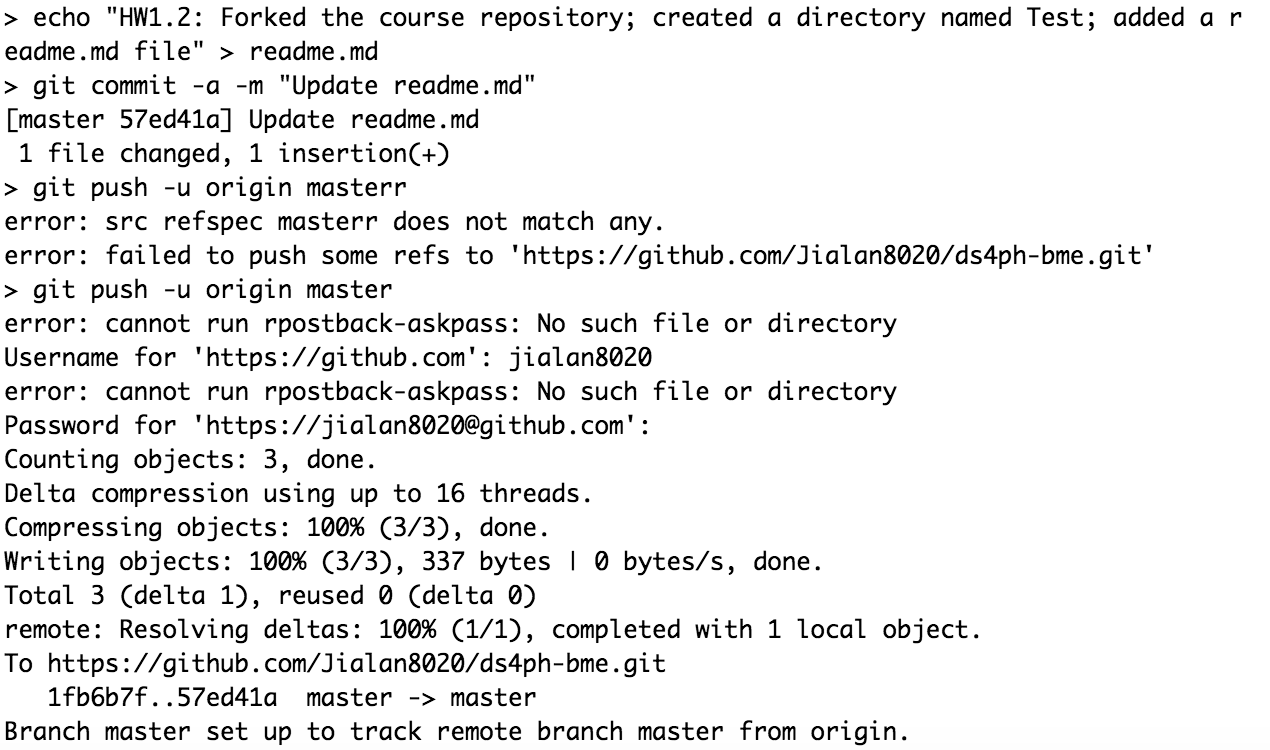 > echo "HW1.2: Forked the course repository; created a directory named Test; added a r
eadme.md file" > readme.md
> git commit -a -m "Update readme.md"
[master 57ed41a] Update readme.md
 1 file changed, 1 insertion(+)
> git push -u origin masterr
error: src refspec masterr does not match any.
error: failed to push some refs to 'https://github.com/Jialan8020/ds4ph-bme.git'
> git push -u origin master
error: cannot run rpostback-askpass: No such file or directory
Username for 'https://github.com': jialan8020
error: cannot run rpostback-askpass: No such file or directory
Password for 'https://jialan8020@github.com':
Counting objects: 3, done.
Delta compression using up to 16 threads.
Compressing objects: 100% (3/3), done.
Writing objects: 100% (3/3), 337 bytes | 0 bytes/s, done.
Total 3 (delta 1), reused 0 (delta 0)
remote: Resolving deltas: 100% (1/1), completed with 1 local object.
To https://github.com/Jialan8020/ds4ph-bme.git
   1fb6b7f..57ed41a  master -> master
Branch master set up to track remote branch master from origin.